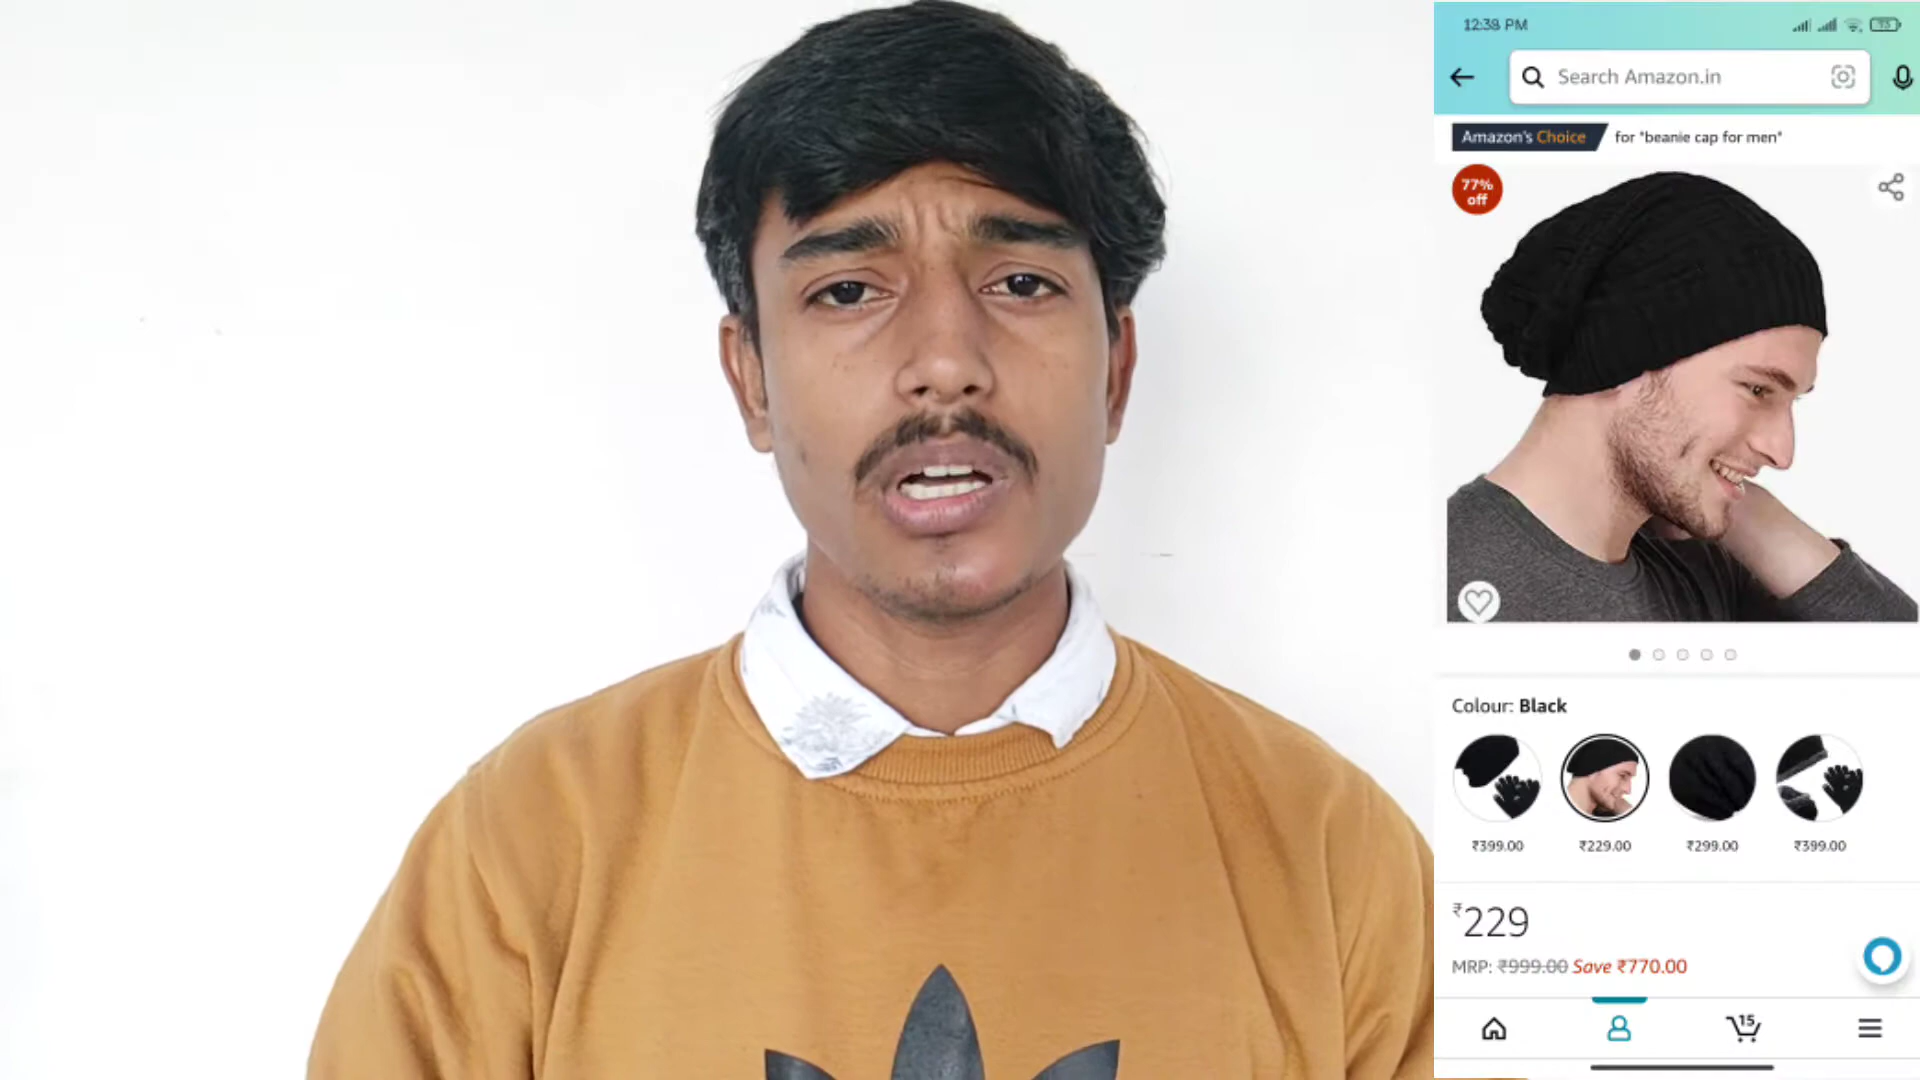 12:38 PM
Search Amazon.in
Amazon's Choice for "beanie cap for men"
77%
off
Colour: Black
₹399.00 ₹229.00 ₹299.00 ₹399.00
₹229
MRP: ₹999.00 Save ₹770.00
15